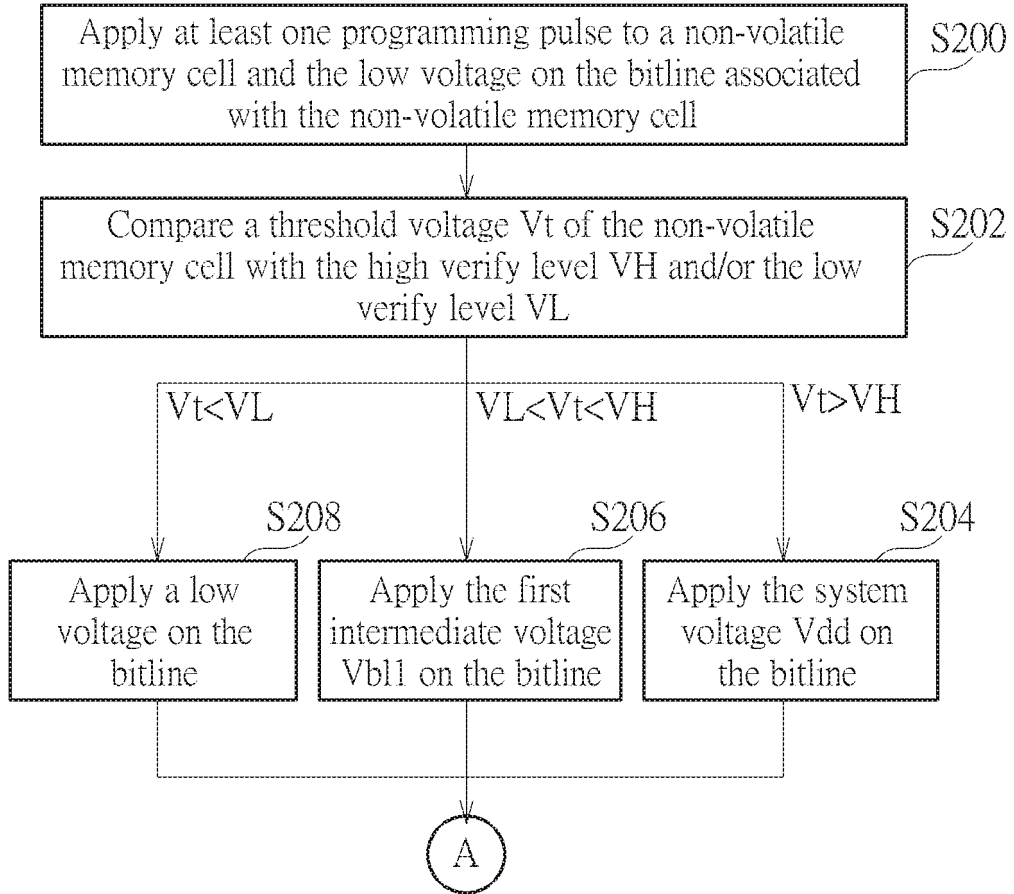 Apply at least one programming pulse to a non-volatile
memory cell and the low voltage on the bitline associated
with the non-volatile memory cell
S200
Compare a threshold voltage Vt of the non-volatile
memory cell with the high verify level VH and/or the low
verify level VL
S202
Vt<VL
VL<Vt<VH
Vt>VH
S208
S206
S204
Apply a low
voltage on the
bitline
Apply the first
intermediate voltage
Vbl1 on the bitline
Apply the system
voltage Vdd on
the bitline
A